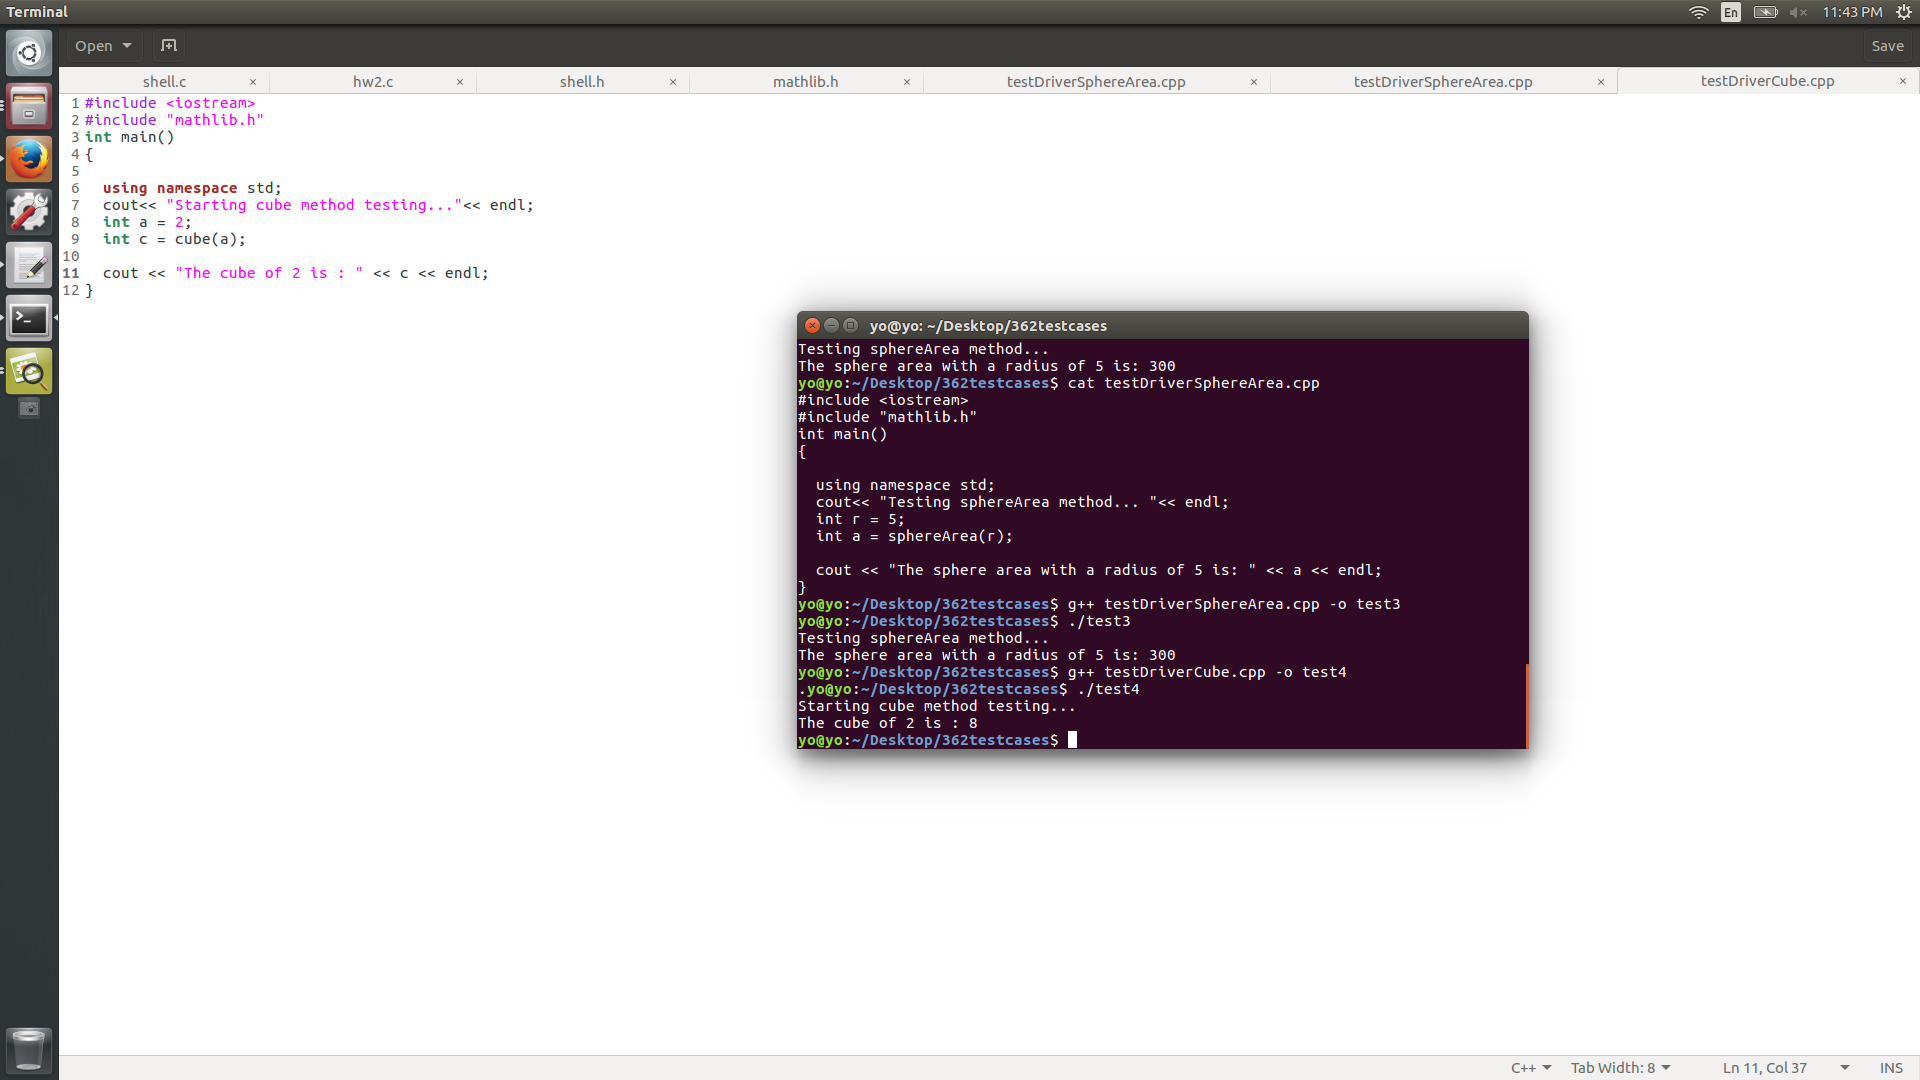 Terminal
En
11:43 PM
Open
Save
shell.c ×
hw2.c ×
shell.h ×
mathlib.h ×
testDriverSphereArea.cpp ×
testDriverSphereArea.cpp ×
testDriverCube.cpp ×
1 #include <iostream>
2 #include "mathlib.h"
3 int main()
4 {
5
6   using namespace std;
7   cout<< "Starting cube method testing..."<< endl;
8   int a = 2;
9   int c = cube(a);
10
11   cout << "The cube of 2 is : " << c << endl;
12 }
yo@yo: ~/Desktop/362testcases
Testing sphereArea method...
The sphere area with a radius of 5 is: 300
yo@yo:~/Desktop/362testcases$ cat testDriverSphereArea.cpp
#include <iostream>
#include "mathlib.h"
int main()
{
  using namespace std;
  cout<< "Testing sphereArea method... "<< endl;
  int r = 5;
  int a = sphereArea(r);
  cout << "The sphere area with a radius of 5 is: " << a << endl;
}
yo@yo:~/Desktop/362testcases$ g++ testDriverSphereArea.cpp -o test3
yo@yo:~/Desktop/362testcases$ ./test3
Testing sphereArea method...
The sphere area with a radius of 5 is: 300
yo@yo:~/Desktop/362testcases$ g++ testDriverCube.cpp -o test4
.yo@yo:~/Desktop/362testcases$ ./test4
Starting cube method testing...
The cube of 2 is : 8
yo@yo:~/Desktop/362testcases$
C++
Tab Width: 8
Ln 11, Col 37
INS